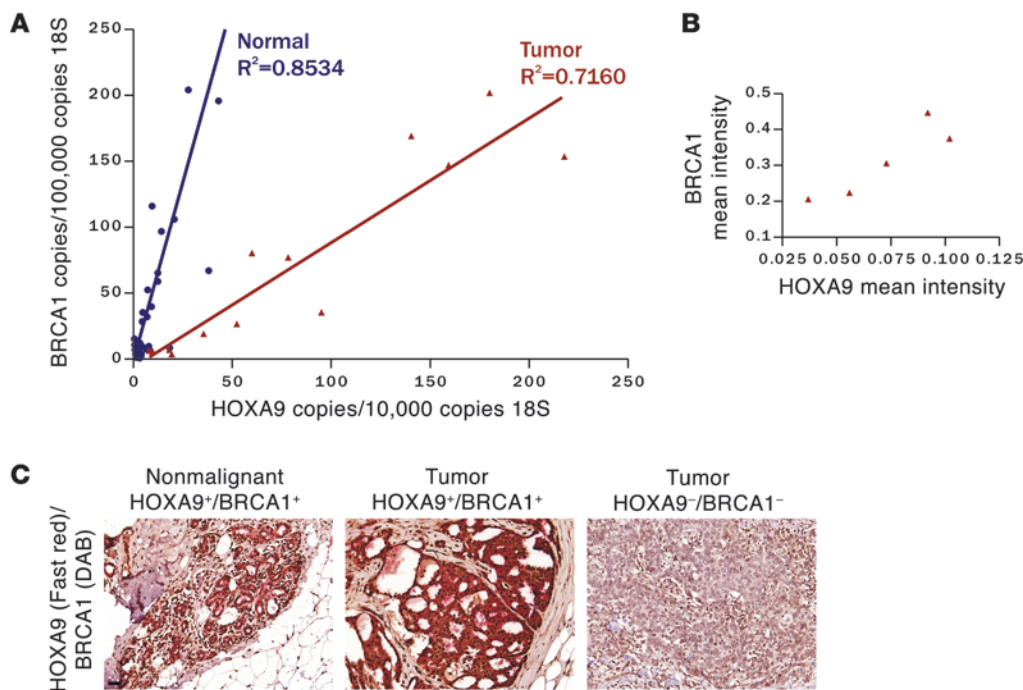 A
BRCA1 copies/100,000 copies 18S
250
200
150
100
50
0
Normal
R²=0.8534
Tumor
R²=0.7160
0 50 100 150 200 250
HOXA9 copies/10,000 copies 18S
B
BRCA1
mean intensity
0.5
0.4
0.3
0.2
0.1
0.025 0.050 0.075 0.100 0.125
HOXA9 mean intensity
C
HOXA9 (Fast red)/
BRCA1 (DAB)
Nonmalignant
HOXA9⁺/BRCA1⁺
Tumor
HOXA9⁺/BRCA1⁺
Tumor
HOXA9⁻/BRCA1⁻